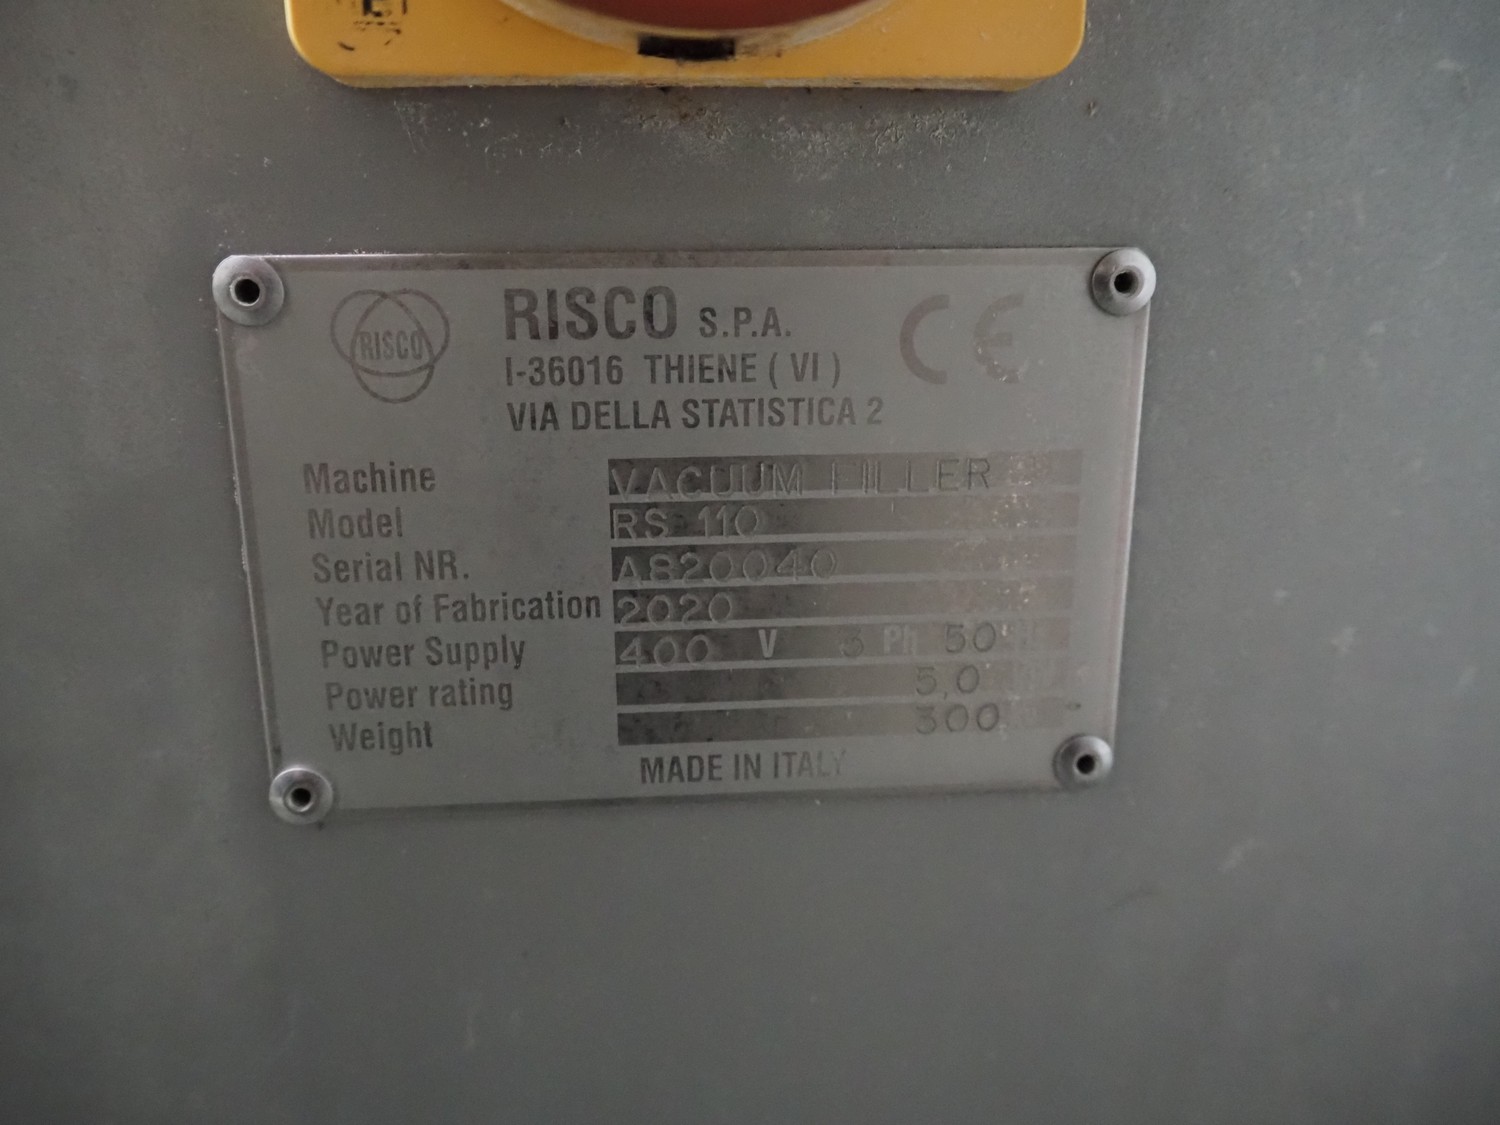 RISCO
RISCO S.P.A.
I-36016 THIENE ( VI )
VIA DELLA STATISTICA 2
CE
Machine VACUUM FILLER
Model RS 110
Serial NR. A820040
Year of Fabrication 2020
Power Supply 400 V 3 Ph 50
Power rating 5,0
Weight 300
MADE IN ITALY